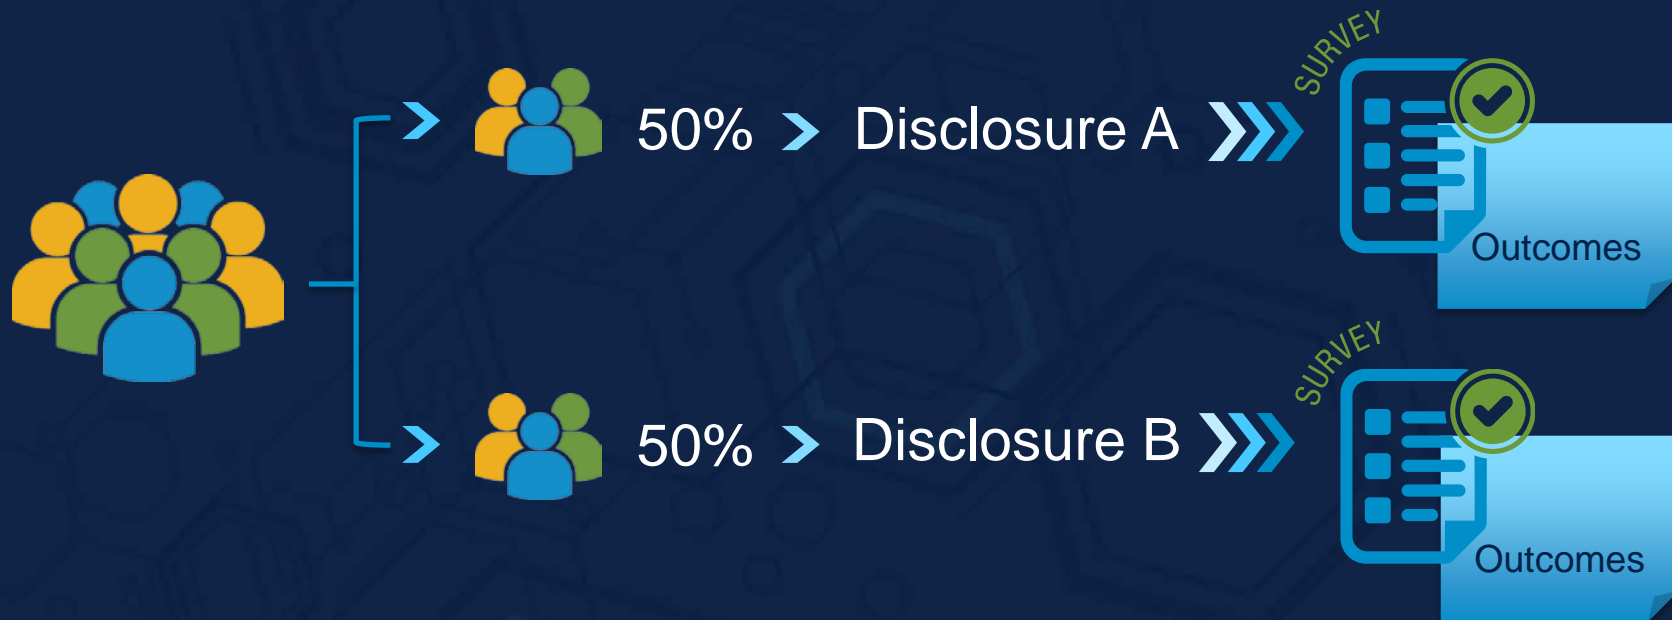 SURVEY
50%
Disclosure A
Outcomes
SURVEY
50%
Disclosure B
Outcomes